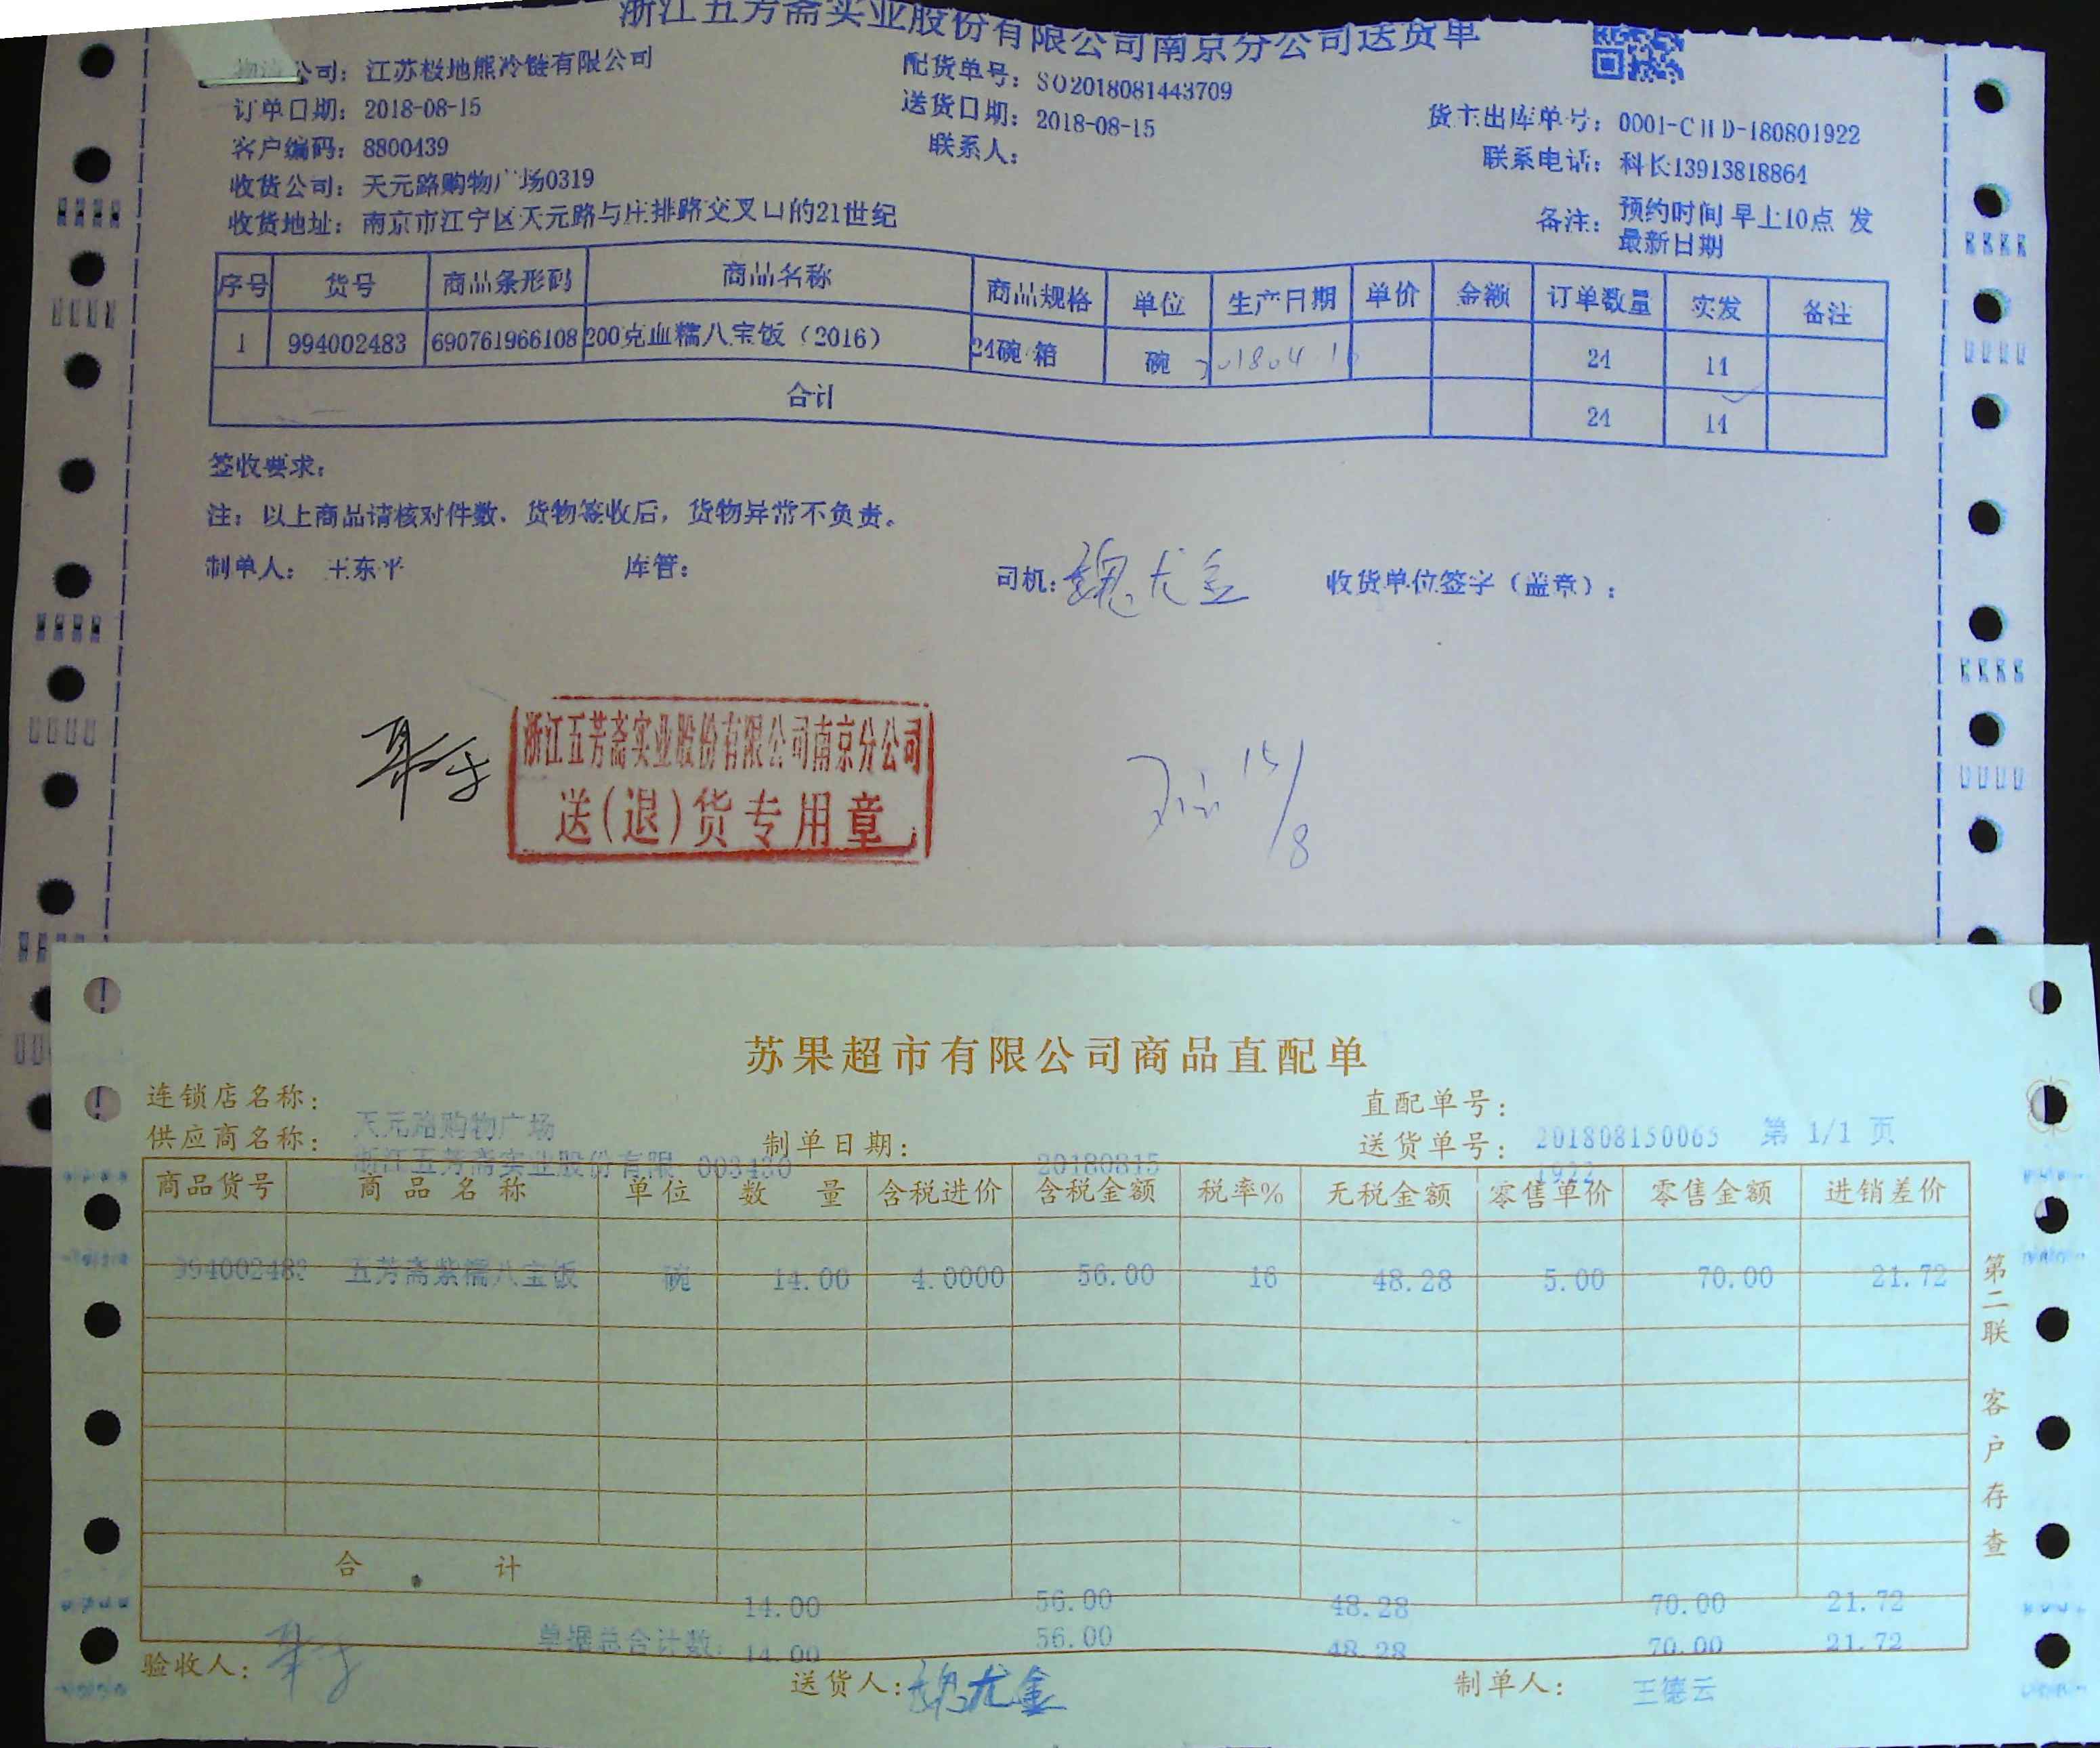 浙江五芳斋实业股份有限公司南京分公司送货单
物流公司：江苏极地熊冷链有限公司 配货单号：SO2018081443709
订单日期：2018-08-15 送货日期：2018-08-15 货主出库单号：0001-CHD-180801922
客户编码：8800439 联系人： 联系电话：科长13913818864
收货公司：天元路购物广场0319
收货地址：南京市江宁区天元路与庄排路交叉口的21世纪 备注：预约时间 早上10点 发
最新日期
序号 货号 商品条形码 商品名称 商品规格 单位 生产日期 单价 金额 订单数量 实发 备注
1 994002483 690761966108 200克血糯八宝饭（2016） 24碗/箱 碗 24 14
合计 24 14
签收要求：
注：以上商品请核对件数、货物签收后，货物异常不负责。
制单人：王东平 库管： 司机：魏尤金 收货单位签字（盖章）：
浙江五芳斋实业股份有限公司南京分公司
送(退)货专用章
15/8
苏果超市有限公司商品直配单
连锁店名称：天元路购物广场 直配单号：201808150065 第 1/1 页
供应商名称：浙江五芳斋实业股份有限 003430 制单日期：20180815 送货单号：1922
商品货号 商品名称 单位 数量 含税进价 含税金额 税率% 无税金额 零售单价 零售金额 进销差价
994002483 五芳斋紫糯八宝饭 碗 14.00 4.0000 56.00 16 48.28 5.00 70.00 21.72
合计 14.00 56.00 48.28 70.00 21.72
单据总合计数：14.00 56.00 48.28 70.00 21.72
验收人： 送货人：魏尤金 制单人：王德云
第二联 客户存查